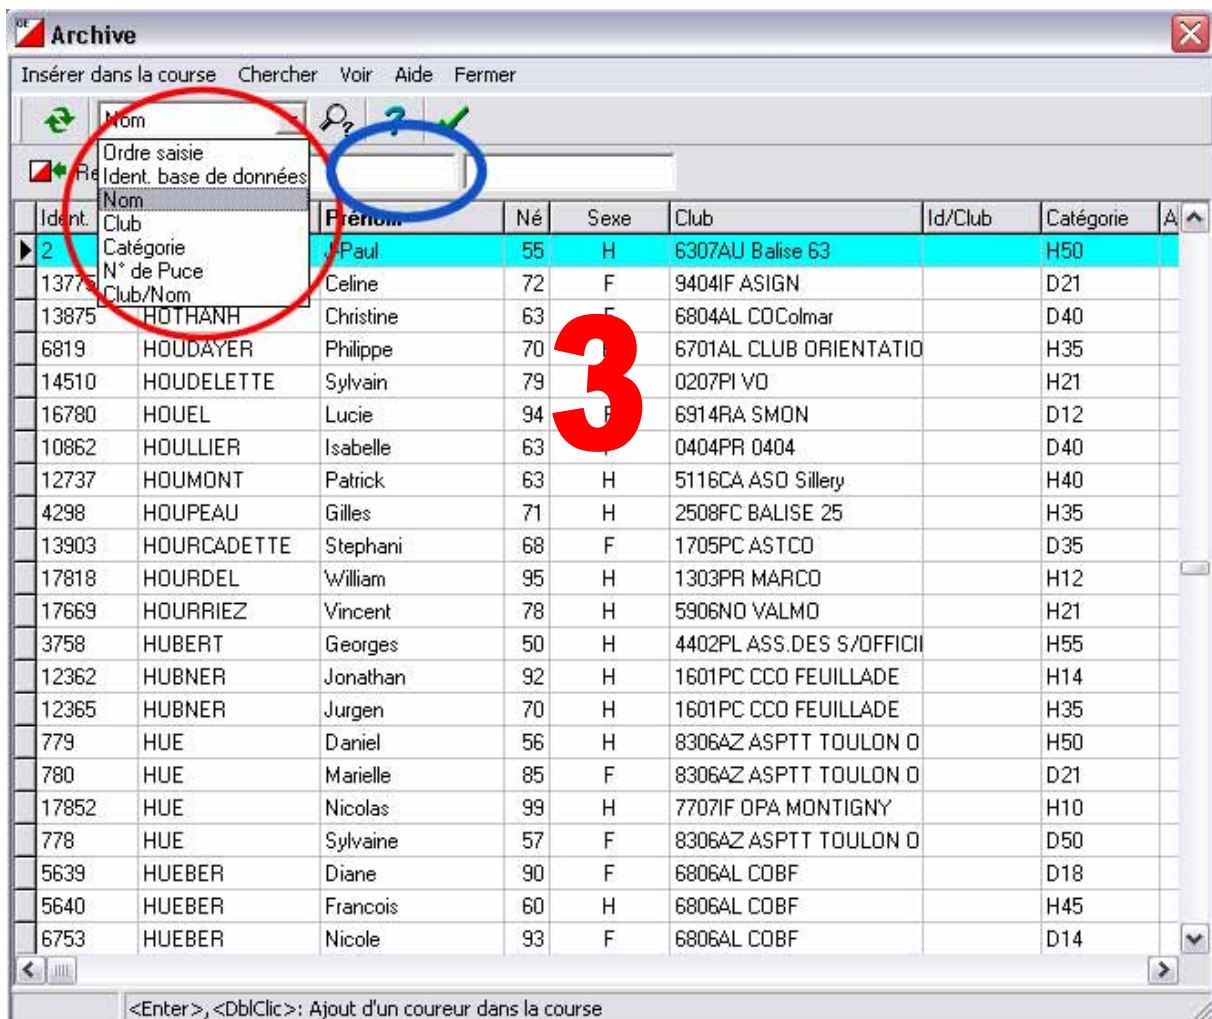 OE Archive
Insérer dans la course Chercher Voir Aide Fermer
Nom
Ordre saisie
Ident. base de données
Nom
Club
Catégorie
N° de Puce
Club/Nom
3
Ident. Né Sexe Club Id/Club Catégorie A
2 J-Paul 55 H 6307AU Balise 63 H50
Celine 72 F 9404IF ASIGN D21
13875 HOTHANH Christine 63 F 6804AL COColmar D40
6819 HOUDAYER Philippe 70 6701AL CLUB ORIENTATIO H35
14510 HOUDELETTE Sylvain 79 0207PI VO H21
16780 HOUEL Lucie 94 F 6914RA SMON D12
10862 HOULLIER Isabelle 63 0404PR 0404 D40
12737 HOUMONT Patrick 63 H 5116CA ASO Sillery H40
4298 HOUPEAU Gilles 71 H 2508FC BALISE 25 H35
13903 HOURCADETTE Stephani 68 F 1705PC ASTCO D35
17818 HOURDEL William 95 H 1303PR MARCO H12
17669 HOURRIEZ Vincent 78 H 5906NO VALMO H21
3758 HUBERT Georges 50 H 4402PL ASS.DES S/OFFICI H55
12362 HUBNER Jonathan 92 H 1601PC CCO FEUILLADE H14
12365 HUBNER Jurgen 70 H 1601PC CCO FEUILLADE H35
779 HUE Daniel 56 H 8306AZ ASPTT TOULON O H50
780 HUE Marielle 85 F 8306AZ ASPTT TOULON O D21
17852 HUE Nicolas 99 H 7707IF OPA MONTIGNY H10
778 HUE Sylvaine 57 F 8306AZ ASPTT TOULON O D50
5639 HUEBER Diane 90 F 6806AL COBF D18
5640 HUEBER Francois 60 H 6806AL COBF H45
6753 HUEBER Nicole 93 F 6806AL COBF D14
<Enter>,<DblClic>: Ajout d'un coureur dans la course